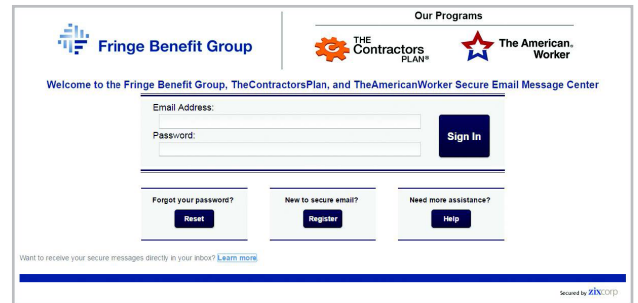 Our Programs
Fringe Benefit Group
THE
Contractors
PLAN®
The American®
Worker
Welcome to the Fringe Benefit Group, TheContractorsPlan, and TheAmericanWorker Secure Email Message Center
Email Address:
Password:
Sign In
Forgot your password?
New to secure email?
Need more assistance?
Reset
Register
Help
Want to receive your secure messages directly in your inbox? Learn more.
Secured by zixcorp